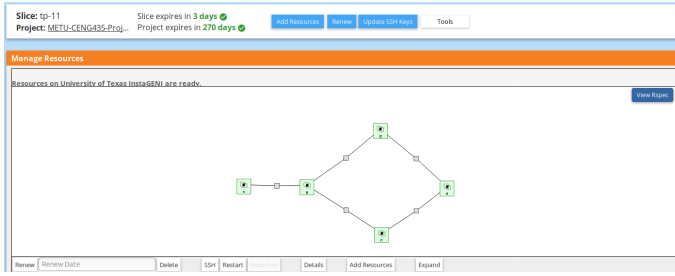 Slice: tp-11
Slice expires in 3 days
Project: METU-CENG435-Proj...
Project expires in 270 days
Add Resources
Renew
Update SSH Keys
Tools
Manage Resources
Resources on University of Texas InstaGENI are ready.
View Rspec
Renew
Renew Date
Delete
SSH
Restart
Details
Add Resources
Expand